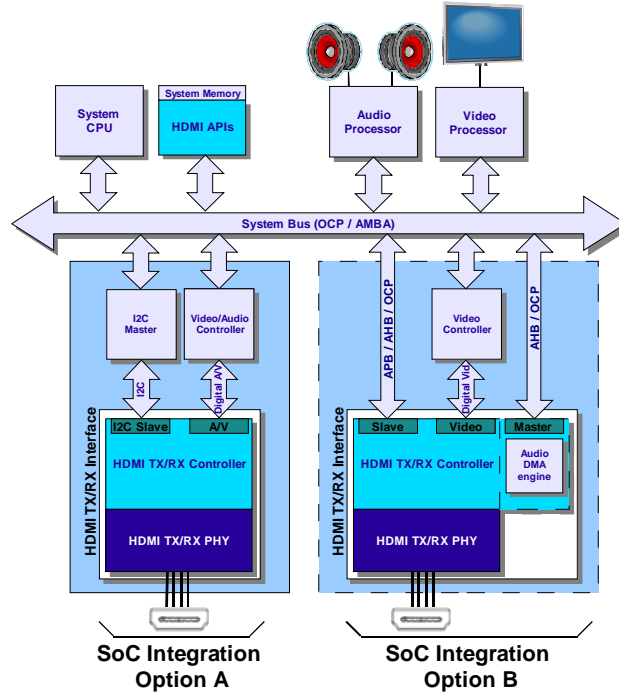 System Memory
System
CPU
HDMI APIs
Audio
Processor
Video
Processor
System Bus (OCP / AMBA)
I2C
Master
Video/Audio
Controller
I2C
Digital A/V
HDMI TX/RX Interface
I2C Slave
A/V
HDMI TX/RX Controller
HDMI TX/RX PHY
SoC Integration
Option A
APB / AHB / OCP
Video
Controller
AHB / OCP
Digital Vid
HDMI TX/RX Interface
Slave
Video
Master
HDMI TX/RX Controller
Audio
DMA
engine
HDMI TX/RX PHY
SoC Integration
Option B